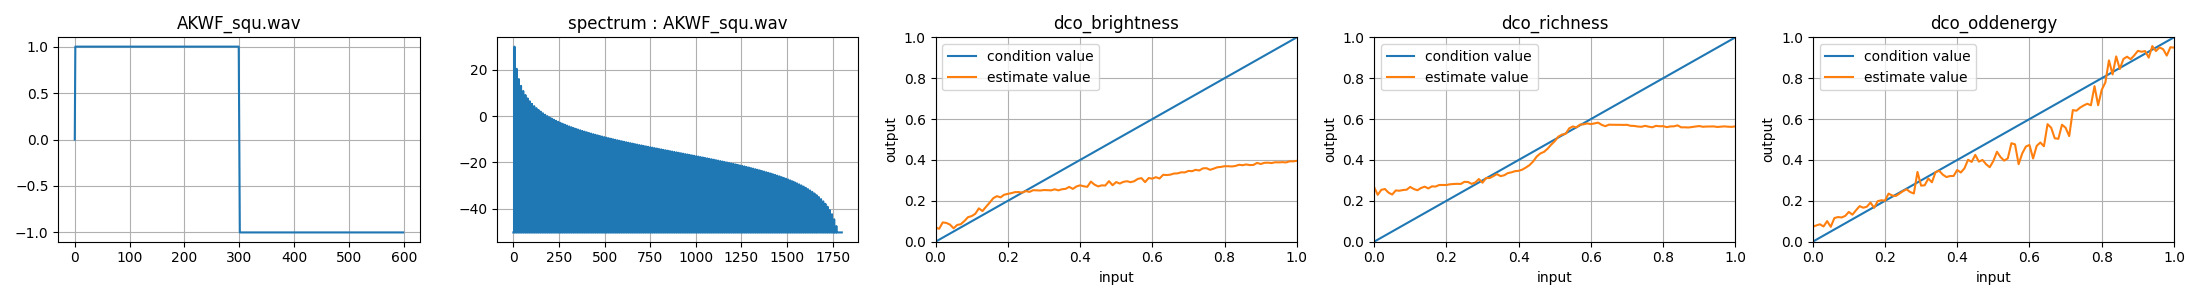 AKWF_squ.wav
1.0
0.5
0.0
−0.5
−1.0
0 100 200 300 400 500 600
spectrum : AKWF_squ.wav
20
0
−20
−40
0 250 500 750 1000 1250 1500 1750
dco_brightness
condition value
estimate value
output
1.0
0.8
0.6
0.4
0.2
0.0
0.0 0.2 0.4 0.6 0.8 1.0
input
dco_richness
condition value
estimate value
output
1.0
0.8
0.6
0.4
0.2
0.0
0.0 0.2 0.4 0.6 0.8 1.0
input
dco_oddenergy
condition value
estimate value
output
1.0
0.8
0.6
0.4
0.2
0.0
0.0 0.2 0.4 0.6 0.8 1.0
input